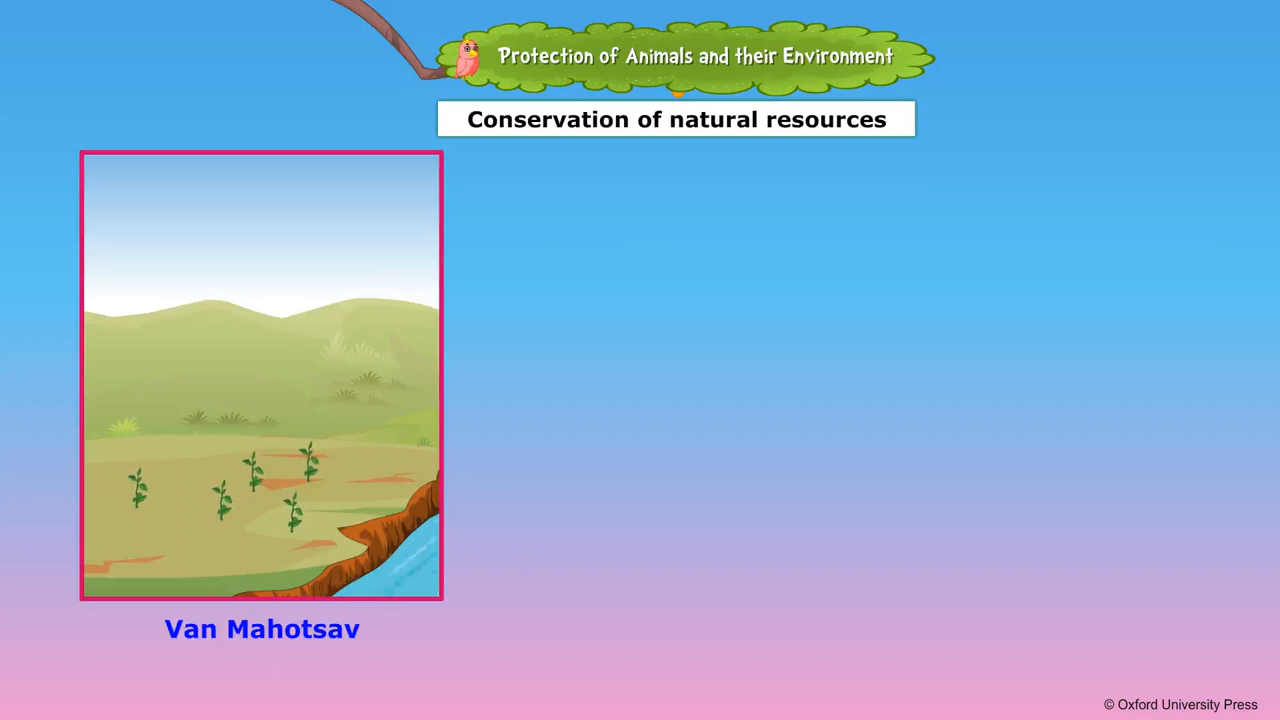 Protection of Animals and their Environment
Conservation of natural resources
Van Mahotsav
© Oxford University Press